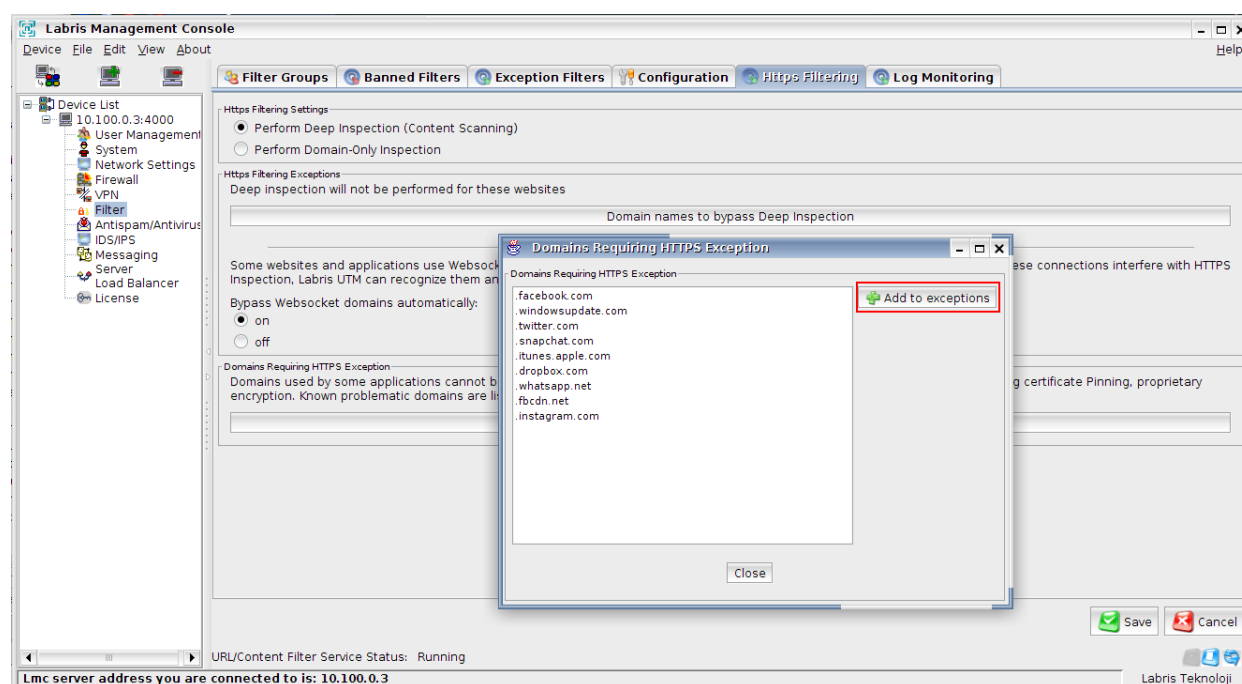 Labris Management Console
Device File Edit View About
Help
Filter Groups Banned Filters Exception Filters Configuration Https Filtering Log Monitoring
Device List
10.100.0.3:4000
User Management
System
Network Settings
Firewall
VPN
Filter
Antispam/Antivirus
IDS/IPS
Messaging
Server
Load Balancer
License
Https Filtering Settings
Perform Deep Inspection (Content Scanning)
Perform Domain-Only Inspection
Https Filtering Exceptions
Deep inspection will not be performed for these websites
Domain names to bypass Deep Inspection
Some websites and applications use Websock
ese connections interfere with HTTPS
Inspection, Labris UTM can recognize them an
Bypass Websocket domains automatically:
on
off
Domains Requiring HTTPS Exception
Domains used by some applications cannot b
g certificate Pinning, proprietary
encryption. Known problematic domains are li
Domains Requiring HTTPS Exception
Domains Requiring HTTPS Exception
.facebook.com
.windowsupdate.com
.twitter.com
.snapchat.com
.itunes.apple.com
.dropbox.com
.whatsapp.net
.fbcdn.net
.instagram.com
Add to exceptions
Close
Save Cancel
URL/Content Filter Service Status: Running
Lmc server address you are connected to is: 10.100.0.3
Labris Teknoloji